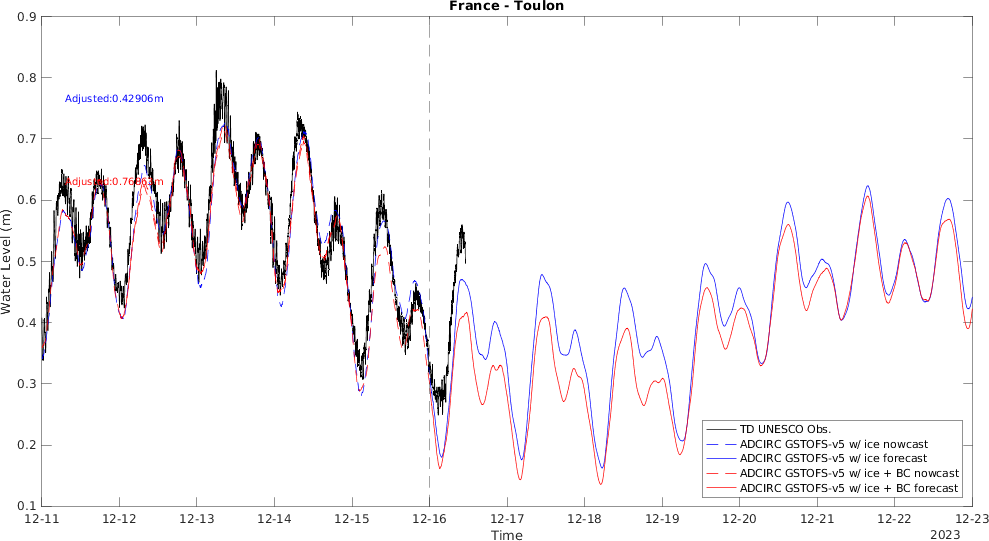 France - Toulon
Water Level (m)
0.9
0.8
0.7
0.6
0.5
0.4
0.3
0.2
0.1
Adjusted:0.42906m
12-11
12-12
12-13
12-14
12-15
12-16
12-17
12-18
12-19
12-20
12-21
12-22
12-23
Time
2023
TD UNESCO Obs.
ADCIRC GSTOFS-v5 w/ ice nowcast
ADCIRC GSTOFS-v5 w/ ice forecast
ADCIRC GSTOFS-v5 w/ ice + BC nowcast
ADCIRC GSTOFS-v5 w/ ice + BC forecast